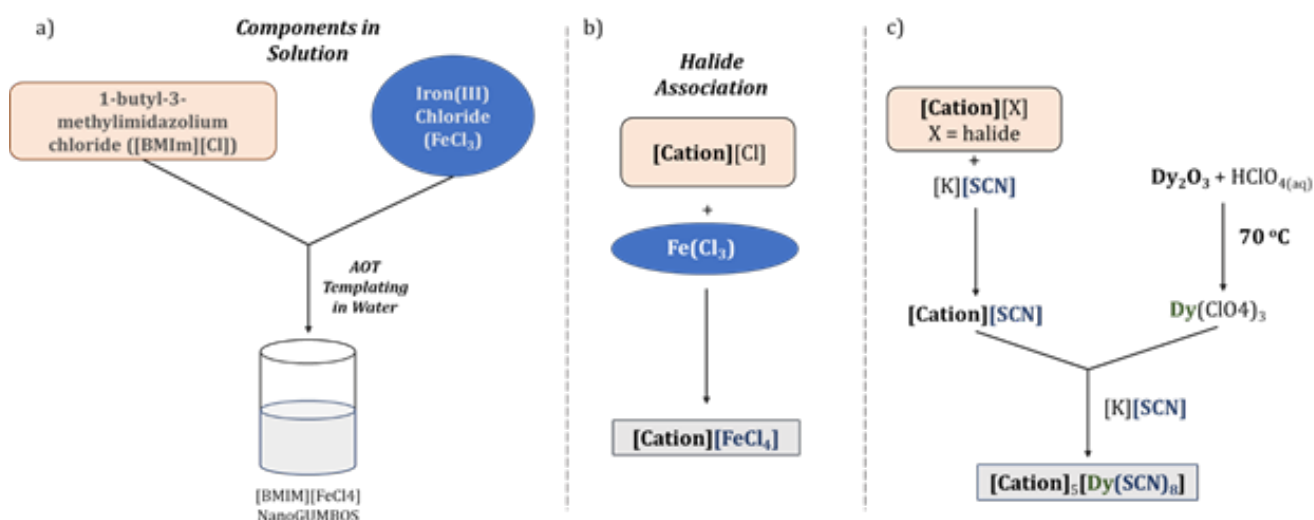 a)
Components in
Solution
1-butyl-3-
methylimidazolium
chloride ([BMIm][Cl])
Iron(III)
Chloride
(FeCl₃)
AOT
Templating
in Water
[BMIM][FeCl4]
NanoGUMBOS
b)
Halide
Association
[Cation][Cl]
+
Fe(Cl₃)
[Cation][FeCl₄]
c)
[Cation][X]
X = halide
+
[K][SCN]
Dy₂O₃ + HClO₄₍ₐq₎
70 °C
[Cation][SCN]
Dy(ClO4)₃
[K][SCN]
[Cation]₅[Dy(SCN)₈]